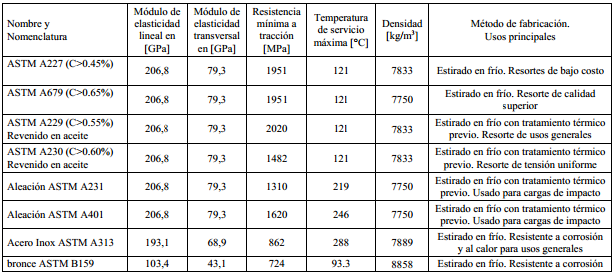 Nombre y
Nomenclatura
Módulo de
elasticidad
lineal en
[GPa]
Módulo de
elasticidad
transversal
en [GPa]
Resistencia
mínima a
tracción
[MPa]
Temperatura
de servicio
máxima [°C]
Densidad
[kg/m³]
Método de fabricación.
Usos principales
ASTM A227 (C>0.45%)
206,8
79,3
1951
121
7833
Estirado en frío. Resortes de bajo costo
ASTM A679 (C>0.65%)
206,8
79,3
1951
121
7750
Estirado en frío. Resorte de calidad
superior
ASTM A229 (C>0.55%)
Revenido en aceite
206,8
79,3
2020
121
7833
Estirado en frío con tratamiento térmico
previo. Resorte de usos generales
ASTM A230 (C>0.60%)
Revenido en aceite
206,8
79,3
1482
121
7833
Estirado en frío con tratamiento térmico
previo. Resorte de tensión uniforme
Aleación ASTM A231
206,8
79,3
1310
219
7750
Estirado en frío con tratamiento térmico
previo. Usado para cargas de impacto
Aleación ASTM A401
206,8
79,3
1620
246
7750
Estirado en frío con tratamiento térmico
previo. Usado para cargas de impacto
Acero Inox ASTM A313
193,1
68,9
862
288
7889
Estirado en frío. Resistente a corrosión
y al calor para usos generales
bronce ASTM B159
103,4
43,1
724
93.3
8858
Estirado en frío. Resistente a corrosión